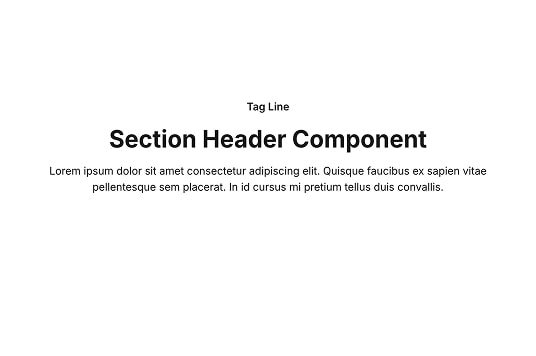 Tag Line
Section Header Component
Lorem ipsum dolor sit amet consectetur adipiscing elit. Quisque faucibus ex sapien vitae
pellentesque sem placerat. In id cursus mi pretium tellus duis convallis.